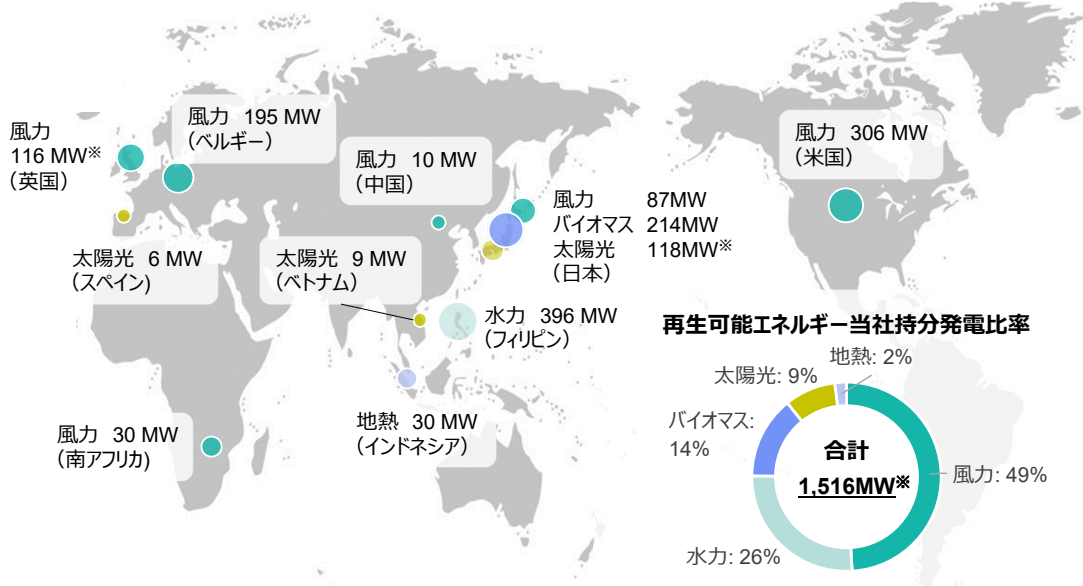 風力
116 MW※
（英国）
風力 195 MW
（ベルギー）
風力 10 MW
（中国）
風力 306 MW
（米国）
風力 87MW
バイオマス 214MW
太陽光 118MW※
（日本）
太陽光 6 MW
（スペイン）
太陽光 9 MW
（ベトナム）
水力 396 MW
（フィリピン）
地熱 30 MW
（インドネシア）
風力 30 MW
（南アフリカ）
再生可能エネルギー当社持分発電比率
地熱: 2%
太陽光: 9%
バイオマス:
14%
合計
1,516MW※
風力: 49%
水力: 26%